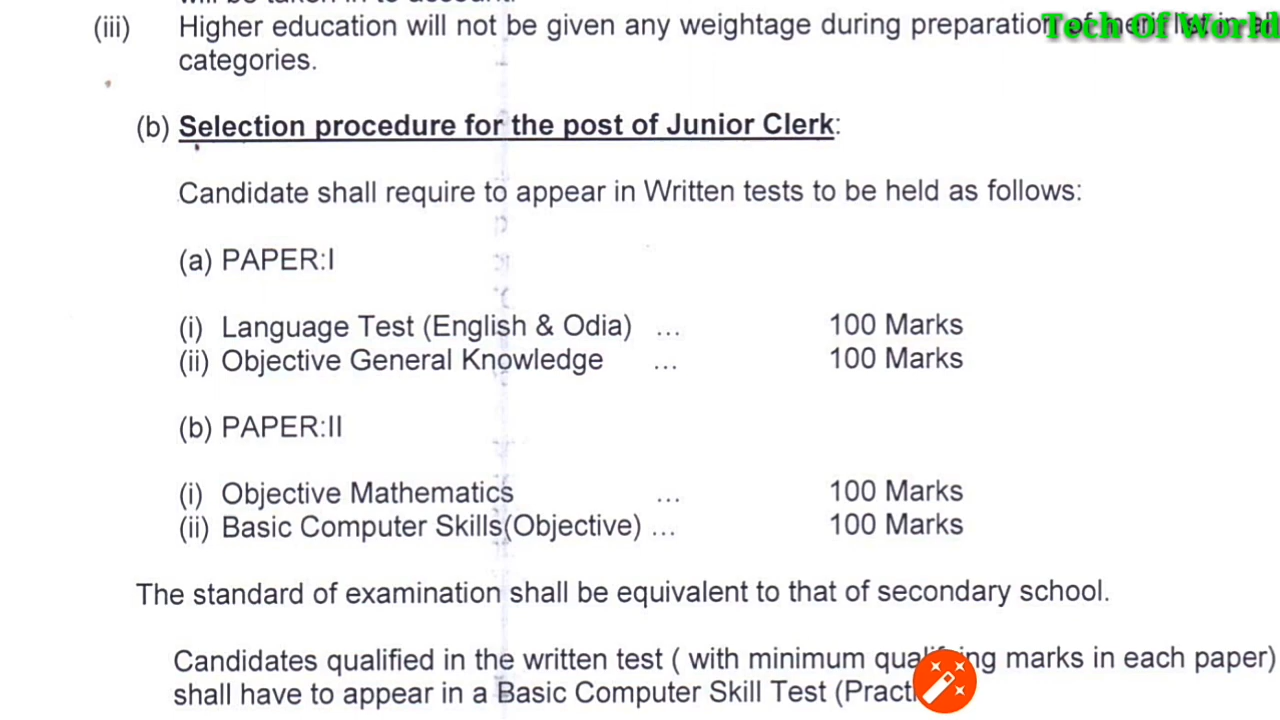 (iii) Higher education will not be given any weightage during preparation of merit list in
categories.
Tech Of World
(b) Selection procedure for the post of Junior Clerk:
Candidate shall require to appear in Written tests to be held as follows:
(a) PAPER:I
(i) Language Test (English & Odia) ... 100 Marks
(ii) Objective General Knowledge ... 100 Marks
(b) PAPER:II
(i) Objective Mathematics ... 100 Marks
(ii) Basic Computer Skills(Objective) ... 100 Marks
The standard of examination shall be equivalent to that of secondary school.
Candidates qualified in the written test ( with minimum qualifying marks in each paper)
shall have to appear in a Basic Computer Skill Test